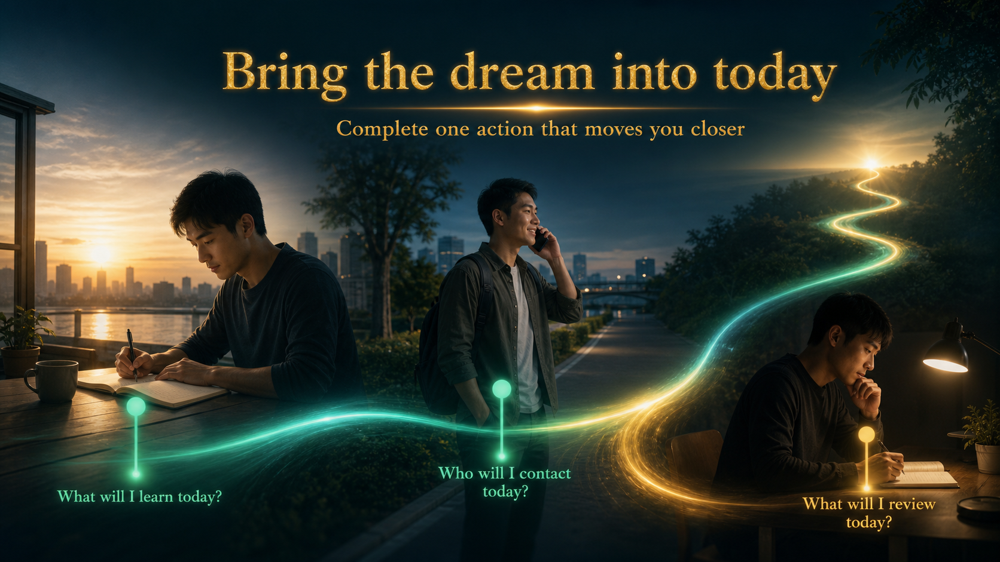 Bring the dream into today
Complete one action that moves you closer
What will I learn today?
Who will I contact
today?
What will I review
today?